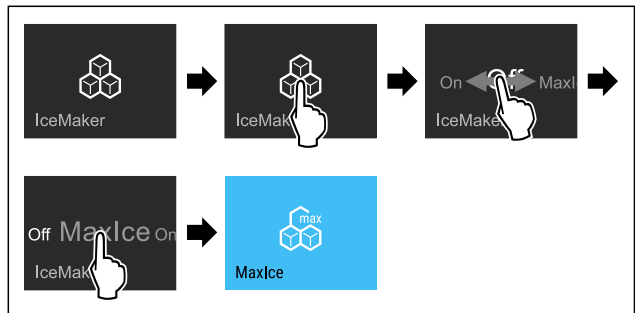 IceMaker
IceMak
On Off MaxI
IceMake
Off MaxIce On
IceMak
max
MaxIce